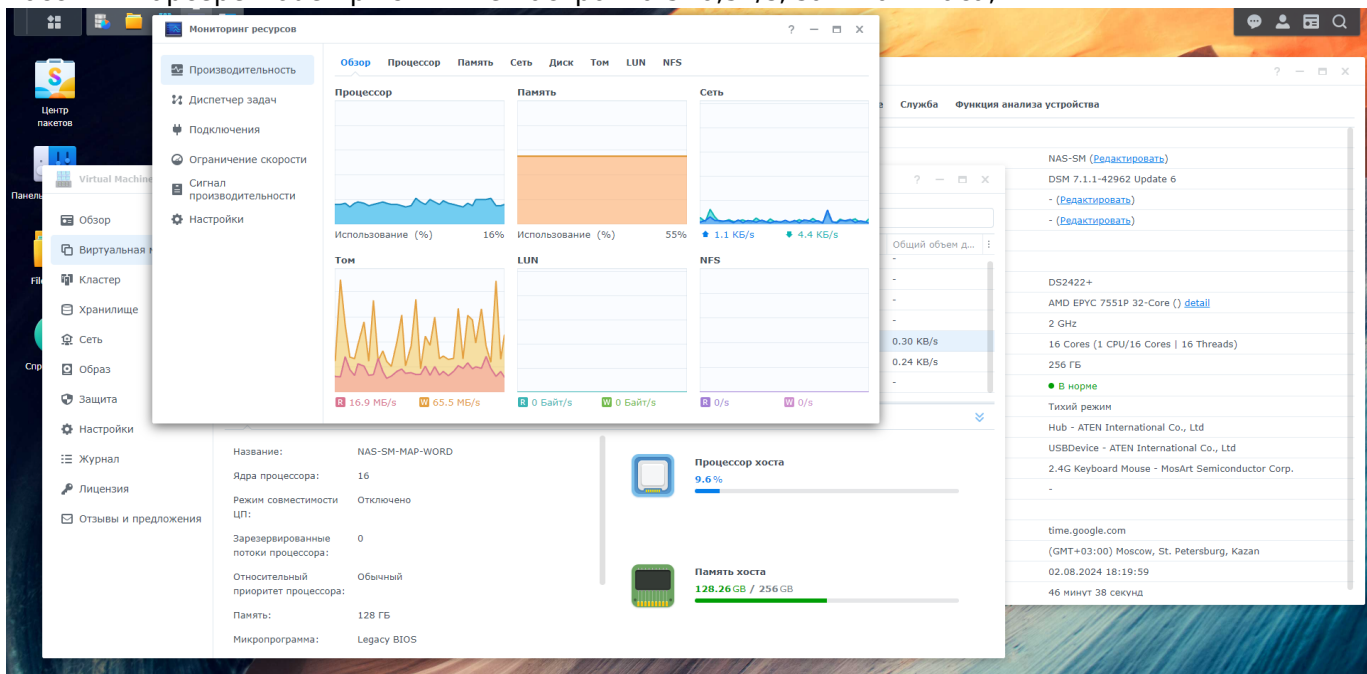 Мониторинг ресурсов
Производительность
Диспетчер задач
Подключения
Ограничение скорости
Сигнал
производительности
Настройки
Обзор Процессор Память Сеть Диск Том LUN NFS
Процессор Память Сеть
Использование (%) 16% Использование (%) 55% 1.1 КБ/s 4.4 КБ/s
Том LUN NFS
R 16.9 МБ/s W 65.5 МБ/s R 0 Байт/s W 0 Байт/s R 0/s W 0/s
Центр
пакетов
Virtual Machine
Обзор
Виртуальная
Кластер
Хранилище
Сеть
Образ
Защита
Настройки
Журнал
Лицензия
Отзывы и предложения
Общий объем д...
-
-
-
-
0.30 KB/s
0.24 KB/s
-
Название: NAS-SM-MAP-WORD
Ядра процессора: 16
Режим совместимости Отключено
ЦП:
Зарезервированные 0
потоки процессора:
Относительный Обычный
приоритет процессора:
Память: 128 ГБ
Микропрограмма: Legacy BIOS
Процессор хоста
9.6%
Память хоста
128.26 GB / 256 GB
Служба Функция анализа устройства
NAS-SM (Редактировать)
DSM 7.1.1-42962 Update 6
- (Редактировать)
- (Редактировать)
DS2422+
AMD EPYC 7551P 32-Core () detail
2 GHz
16 Cores (1 CPU/16 Cores | 16 Threads)
256 ГБ
В норме
Тихий режим
Hub - ATEN International Co., Ltd
USBDevice - ATEN International Co., Ltd
2.4G Keyboard Mouse - MosArt Semiconductor Corp.
-
time.google.com
(GMT+03:00) Moscow, St. Petersburg, Kazan
02.08.2024 18:19:59
46 минут 38 секунд